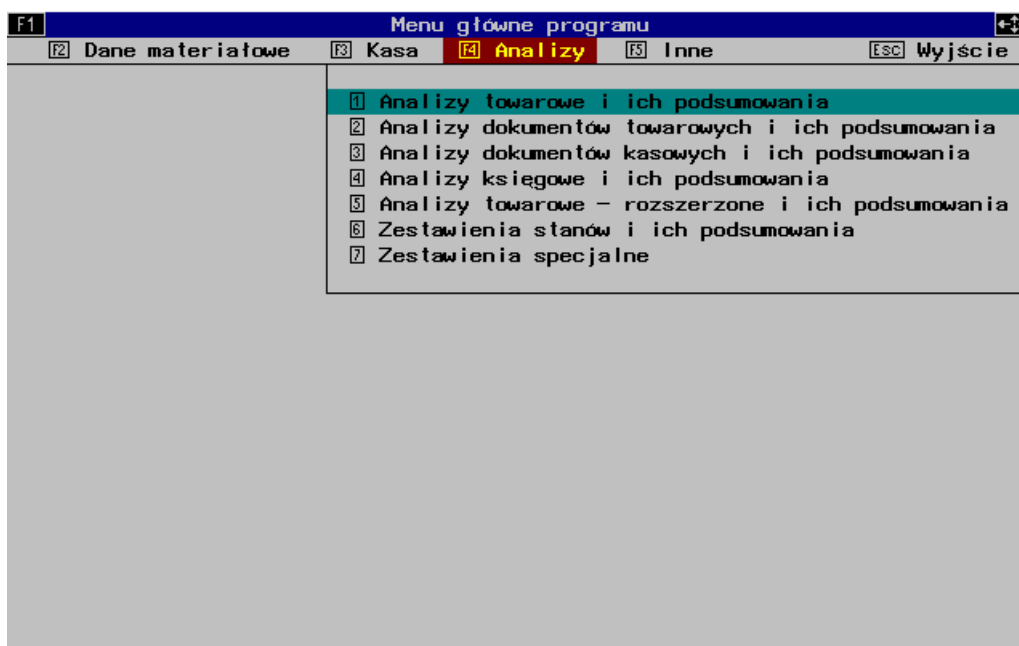 F1 Menu główne programu
F2 Dane materiałowe F3 Kasa F4 Analizy F5 Inne Esc Wyjście
1 Analizy towarowe i ich podsumowania
2 Analizy dokumentów towarowych i ich podsumowania
3 Analizy dokumentów kasowych i ich podsumowania
4 Analizy księgowe i ich podsumowania
5 Analizy towarowe – rozszerzone i ich podsumowania
6 Zestawienia stanów i ich podsumowania
7 Zestawienia specjalne